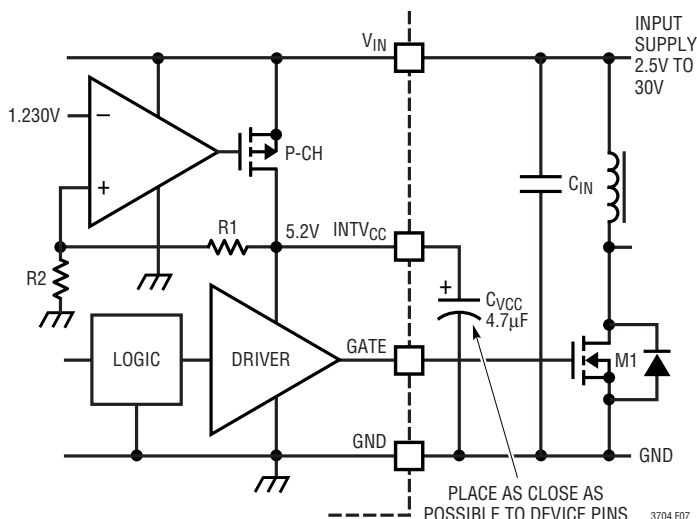 V_IN
INPUT
SUPPLY
2.5V TO
30V
1.230V
−
+
P-CH
C_IN
R1
5.2V
INTV_CC
R2
+
C_VCC
4.7µF
LOGIC
DRIVER
GATE
M1
GND
GND
PLACE AS CLOSE AS
POSSIBLE TO DEVICE PINS
3704 F07